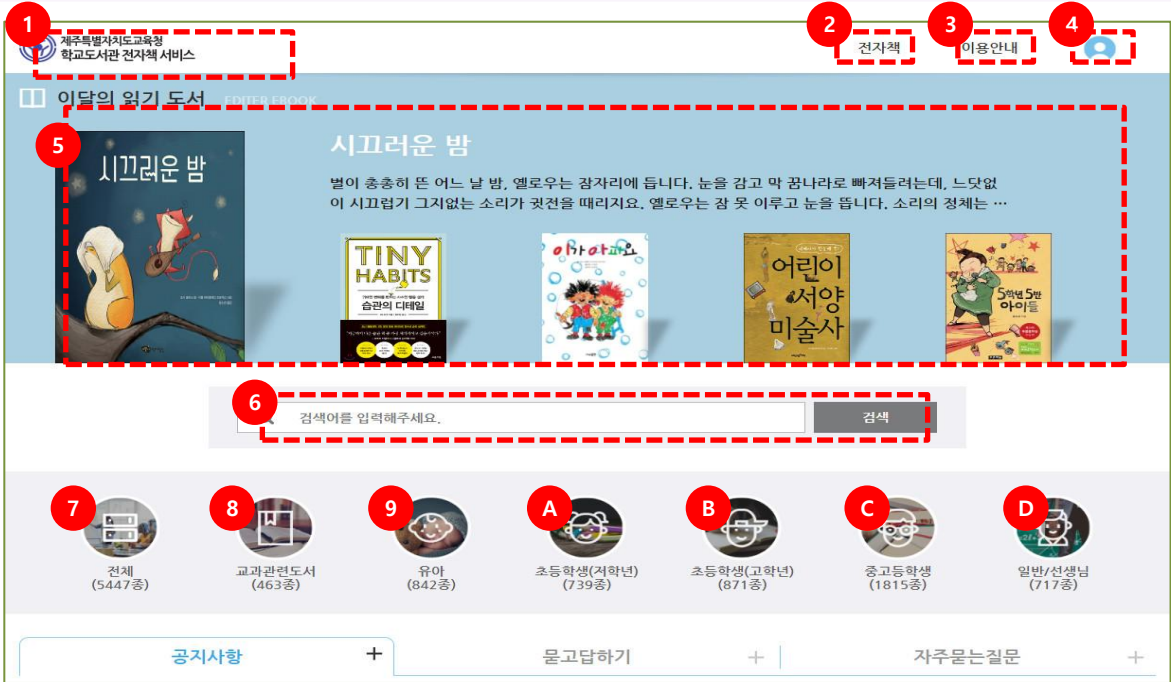 1
2
3
4
제주특별자치도교육청
학교도서관 전자책 서비스
전자책
이용안내
이달의 읽기 도서 EDITER EBOOK
5
시끄러운 밤
시끄러운 밤
별이 총총히 뜬 어느 날 밤, 옐로우는 잠자리에 듭니다. 눈을 감고 막 꿈나라로 빠져들려는데, 느닷없
이 시끄럽기 그지없는 소리가 귓전을 때리지요. 옐로우는 잠 못 이루고 눈을 뜹니다. 소리의 정체는 …
TINY
HABITS
습관의 디테일
이가 아파요
어린이
서양
미술사
5학년 5반
아이들
6
검색어를 입력해주세요.
검색
7
8
9
A
B
C
D
전체
(5447종)
교과관련도서
(463종)
유아
(842종)
초등학생(저학년)
(739종)
초등학생(고학년)
(871종)
중고등학생
(1815종)
일반/선생님
(717종)
공지사항 +
묻고답하기 +
자주묻는질문 +